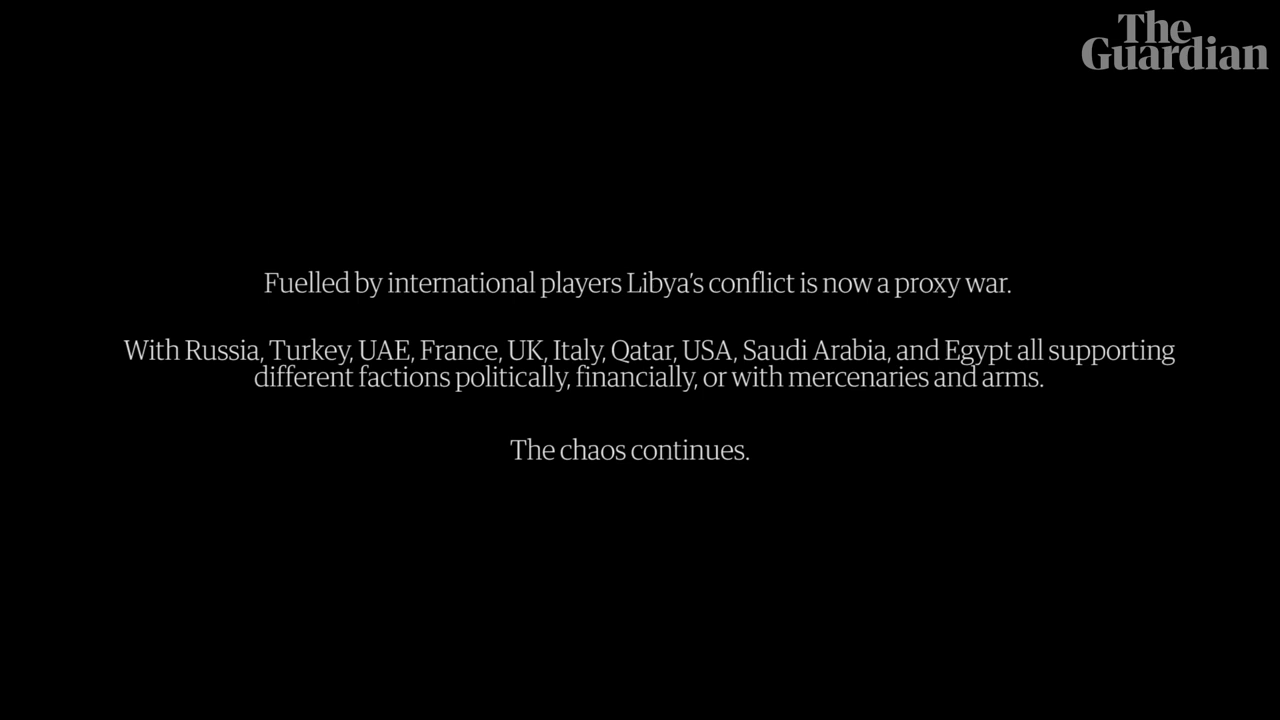 The
Guardian
Fuelled by international players Libya’s conflict is now a proxy war.
With Russia, Turkey, UAE, France, UK, Italy, Qatar, USA, Saudi Arabia, and Egypt all supporting
different factions politically, financially, or with mercenaries and arms.
The chaos continues.